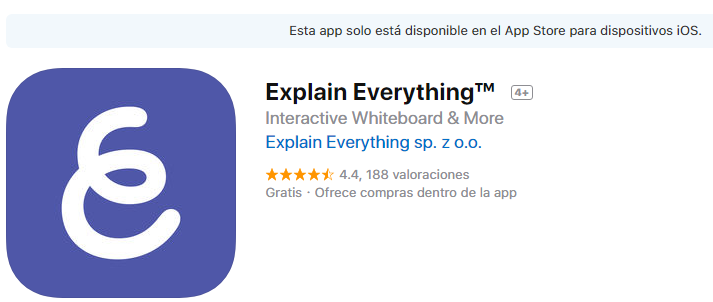 Esta app solo está disponible en el App Store para dispositivos iOS.
Explain Everything™ 4+
Interactive Whiteboard & More
Explain Everything sp. z o.o.
4.4, 188 valoraciones
Gratis · Ofrece compras dentro de la app